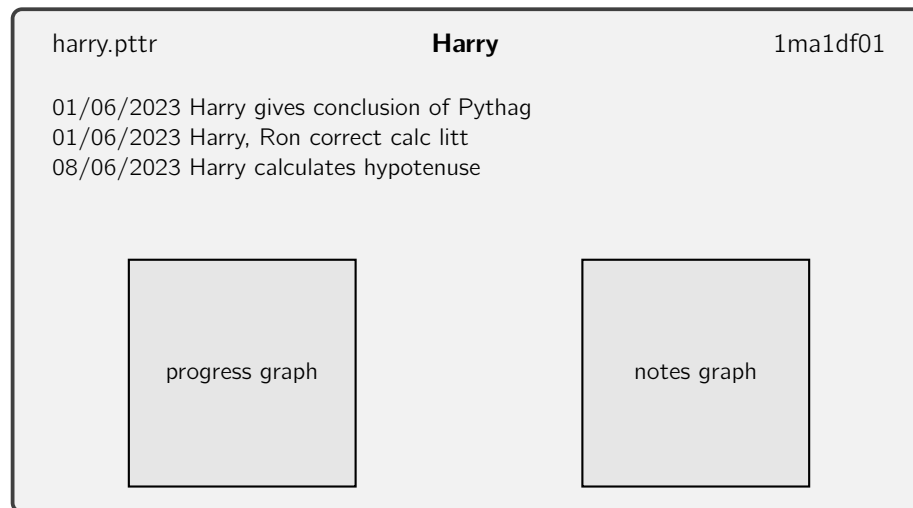 harry.pttr Harry 1ma1df01
01/06/2023 Harry gives conclusion of Pythag
01/06/2023 Harry, Ron correct calc litt
08/06/2023 Harry calculates hypotenuse
progress graph notes graph